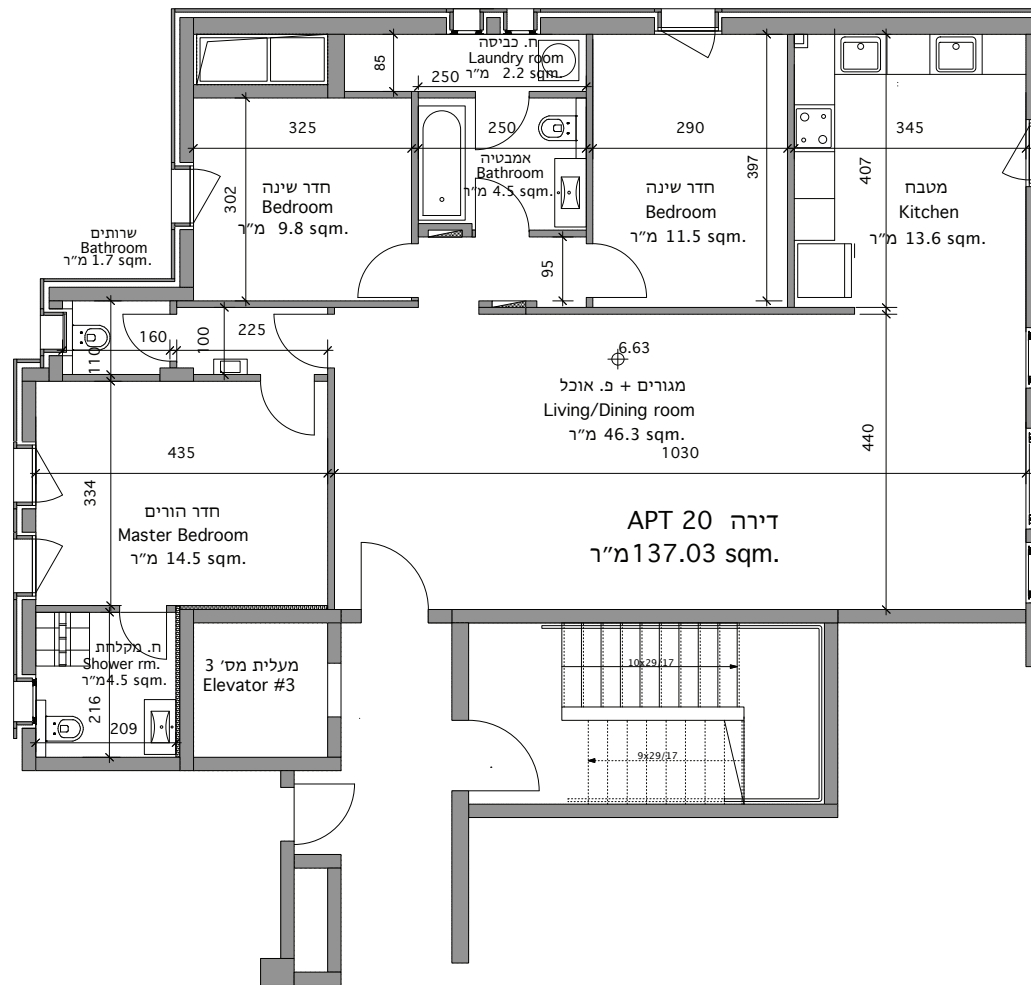 ח. כביסה
Laundry room
2.2 sqm. מ״ר
85
250
325
250
290
345
אמבטיה
Bathroom
4.5 sqm. מ״ר
302
חדר שינה
Bedroom
9.8 sqm. מ״ר
397
חדר שינה
Bedroom
11.5 sqm. מ״ר
407
מטבח
Kitchen
13.6 sqm. מ״ר
שרותים
Bathroom
1.7 sqm. מ״ר
95
160
110
100
225
6.63
מגורים + פ. אוכל
Living/Dining room
46.3 sqm. מ״ר
1030
440
435
334
חדר הורים
Master Bedroom
14.5 sqm. מ״ר
דירה APT 20
137.03 sqm. מ״ר
ח. מקלחת
Shower rm.
4.5 sqm. מ״ר
216
209
מעלית מס׳ 3
Elevator #3
10x29/17
9x29/17